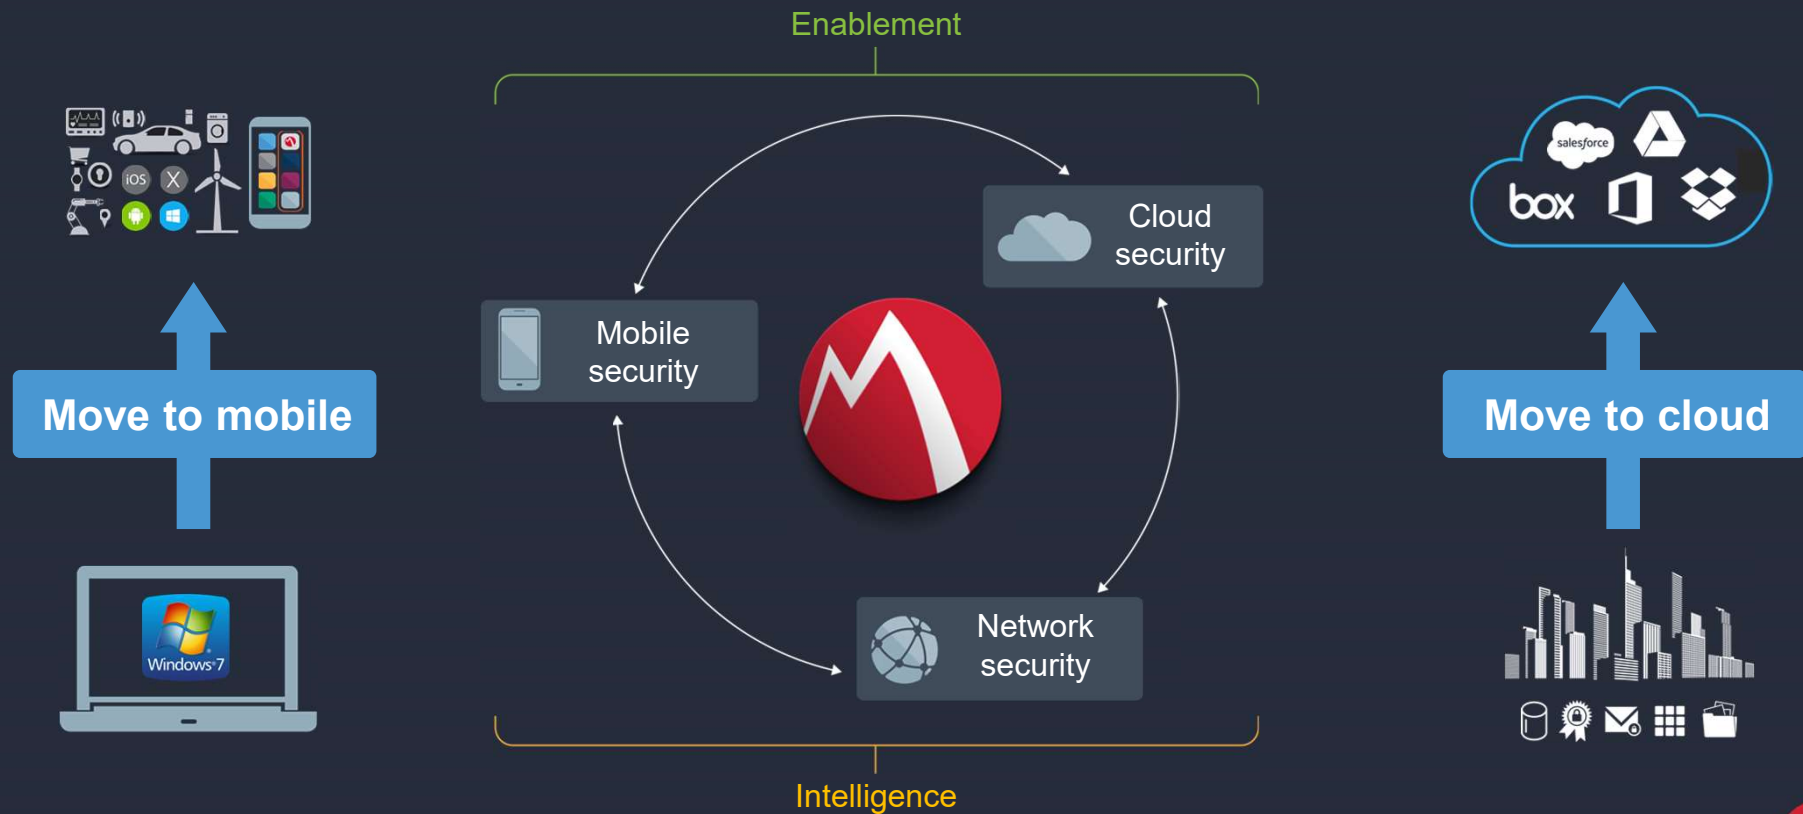 Enablement
iOS
X
salesforce
box
Cloud
security
Mobile
security
Move to mobile
Move to cloud
Windows®7
Network
security
Intelligence